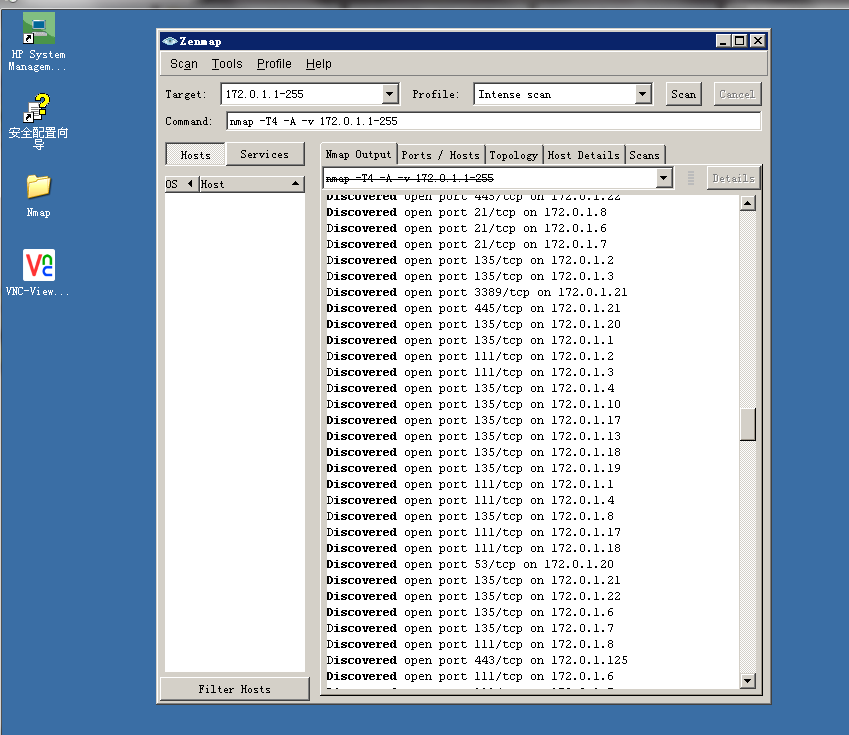 HP System
Managem...
安全配置向
导
Nmap
VNC-View...
Zenmap
Scan Tools Profile Help
Target: 172.0.1.1-255 Profile: Intense scan Scan Cancel
Command: nmap -T4 -A -v 172.0.1.1-255
Hosts Services
OS Host
Filter Hosts
Nmap Output Ports / Hosts Topology Host Details Scans
nmap -T4 -A -v 172.0.1.1-255 Details
Discovered open port 445/tcp on 172.0.1.22
Discovered open port 21/tcp on 172.0.1.8
Discovered open port 21/tcp on 172.0.1.6
Discovered open port 21/tcp on 172.0.1.7
Discovered open port 135/tcp on 172.0.1.2
Discovered open port 135/tcp on 172.0.1.3
Discovered open port 3389/tcp on 172.0.1.21
Discovered open port 445/tcp on 172.0.1.21
Discovered open port 135/tcp on 172.0.1.20
Discovered open port 135/tcp on 172.0.1.1
Discovered open port 111/tcp on 172.0.1.2
Discovered open port 111/tcp on 172.0.1.3
Discovered open port 135/tcp on 172.0.1.4
Discovered open port 135/tcp on 172.0.1.10
Discovered open port 135/tcp on 172.0.1.17
Discovered open port 135/tcp on 172.0.1.13
Discovered open port 135/tcp on 172.0.1.18
Discovered open port 135/tcp on 172.0.1.19
Discovered open port 111/tcp on 172.0.1.1
Discovered open port 111/tcp on 172.0.1.4
Discovered open port 135/tcp on 172.0.1.8
Discovered open port 111/tcp on 172.0.1.17
Discovered open port 111/tcp on 172.0.1.18
Discovered open port 53/tcp on 172.0.1.20
Discovered open port 135/tcp on 172.0.1.21
Discovered open port 135/tcp on 172.0.1.22
Discovered open port 135/tcp on 172.0.1.6
Discovered open port 135/tcp on 172.0.1.7
Discovered open port 111/tcp on 172.0.1.8
Discovered open port 443/tcp on 172.0.1.125
Discovered open port 111/tcp on 172.0.1.6